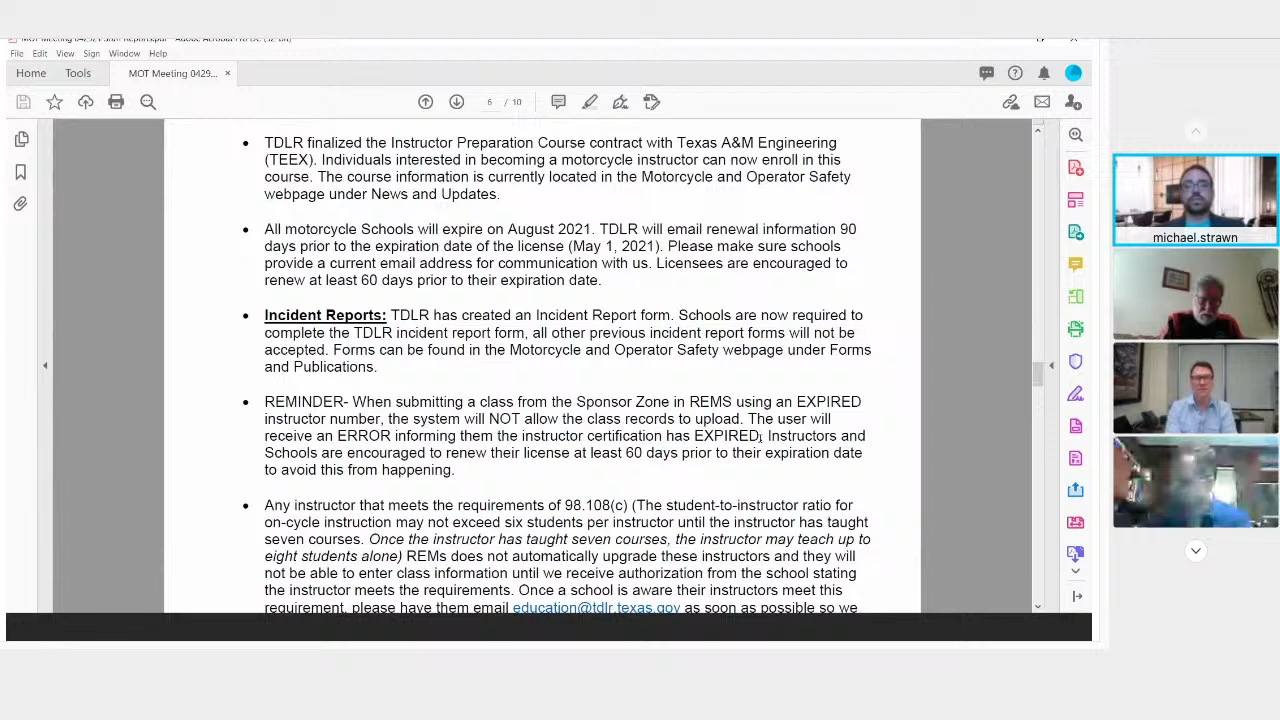 File Edit View Sign Window Help
Home Tools MOT Meeting 0429... ×
6 / 10
• TDLR finalized the Instructor Preparation Course contract with Texas A&M Engineering
(TEEX). Individuals interested in becoming a motorcycle instructor can now enroll in this
course. The course information is currently located in the Motorcycle and Operator Safety
webpage under News and Updates.
• All motorcycle Schools will expire on August 2021. TDLR will email renewal information 90
days prior to the expiration date of the license (May 1, 2021). Please make sure schools
provide a current email address for communication with us. Licensees are encouraged to
renew at least 60 days prior to their expiration date.
• Incident Reports: TDLR has created an Incident Report form. Schools are now required to
complete the TDLR incident report form, all other previous incident report forms will not be
accepted. Forms can be found in the Motorcycle and Operator Safety webpage under Forms
and Publications.
• REMINDER- When submitting a class from the Sponsor Zone in REMS using an EXPIRED
instructor number, the system will NOT allow the class records to upload. The user will
receive an ERROR informing them the instructor certification has EXPIRED. Instructors and
Schools are encouraged to renew their license at least 60 days prior to their expiration date
to avoid this from happening.
• Any instructor that meets the requirements of 98.108(c) (The student-to-instructor ratio for
on-cycle instruction may not exceed six students per instructor until the instructor has taught
seven courses. Once the instructor has taught seven courses, the instructor may teach up to
eight students alone) REMs does not automatically upgrade these instructors and they will
not be able to enter class information until we receive authorization from the school stating
the instructor meets the requirements. Once a school is aware their instructors meet this
requirement, please have them email education@tdlr.texas.gov as soon as possible so we
michael.strawn